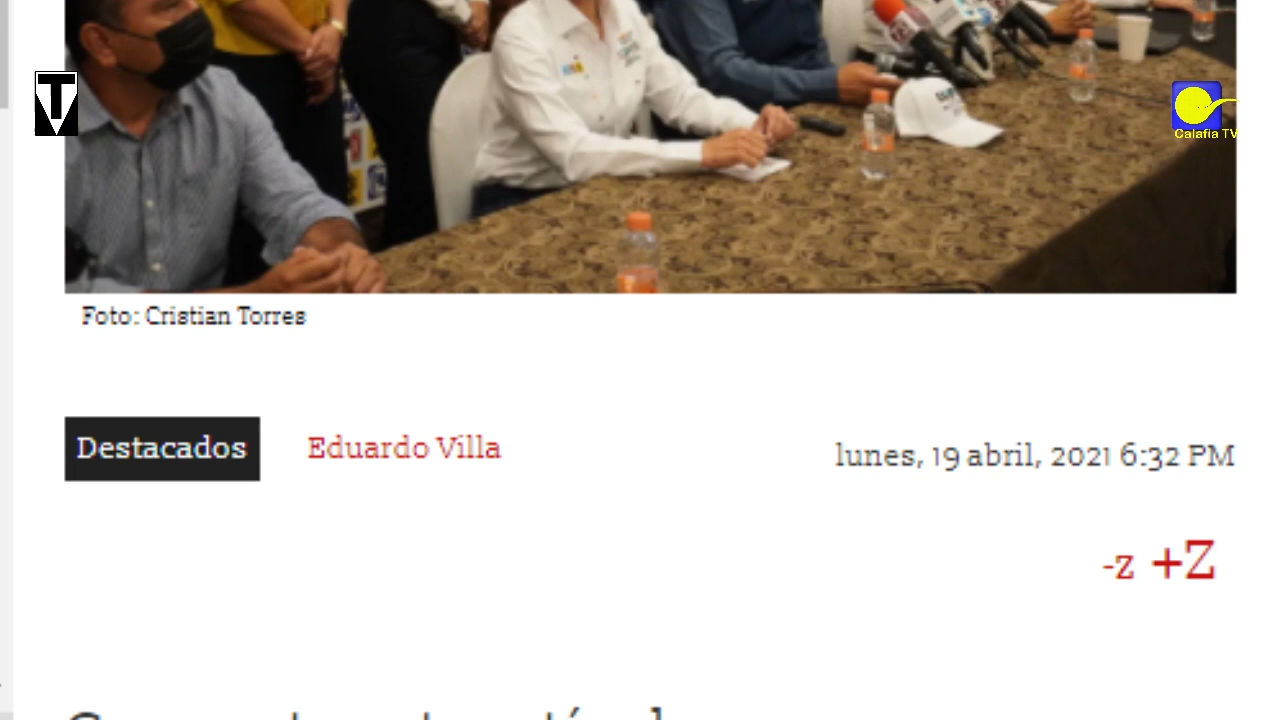 T
Calafia TV
Foto: Cristian Torres
Destacados
Eduardo Villa
lunes, 19 abril, 2021 6:32 PM
-z +Z